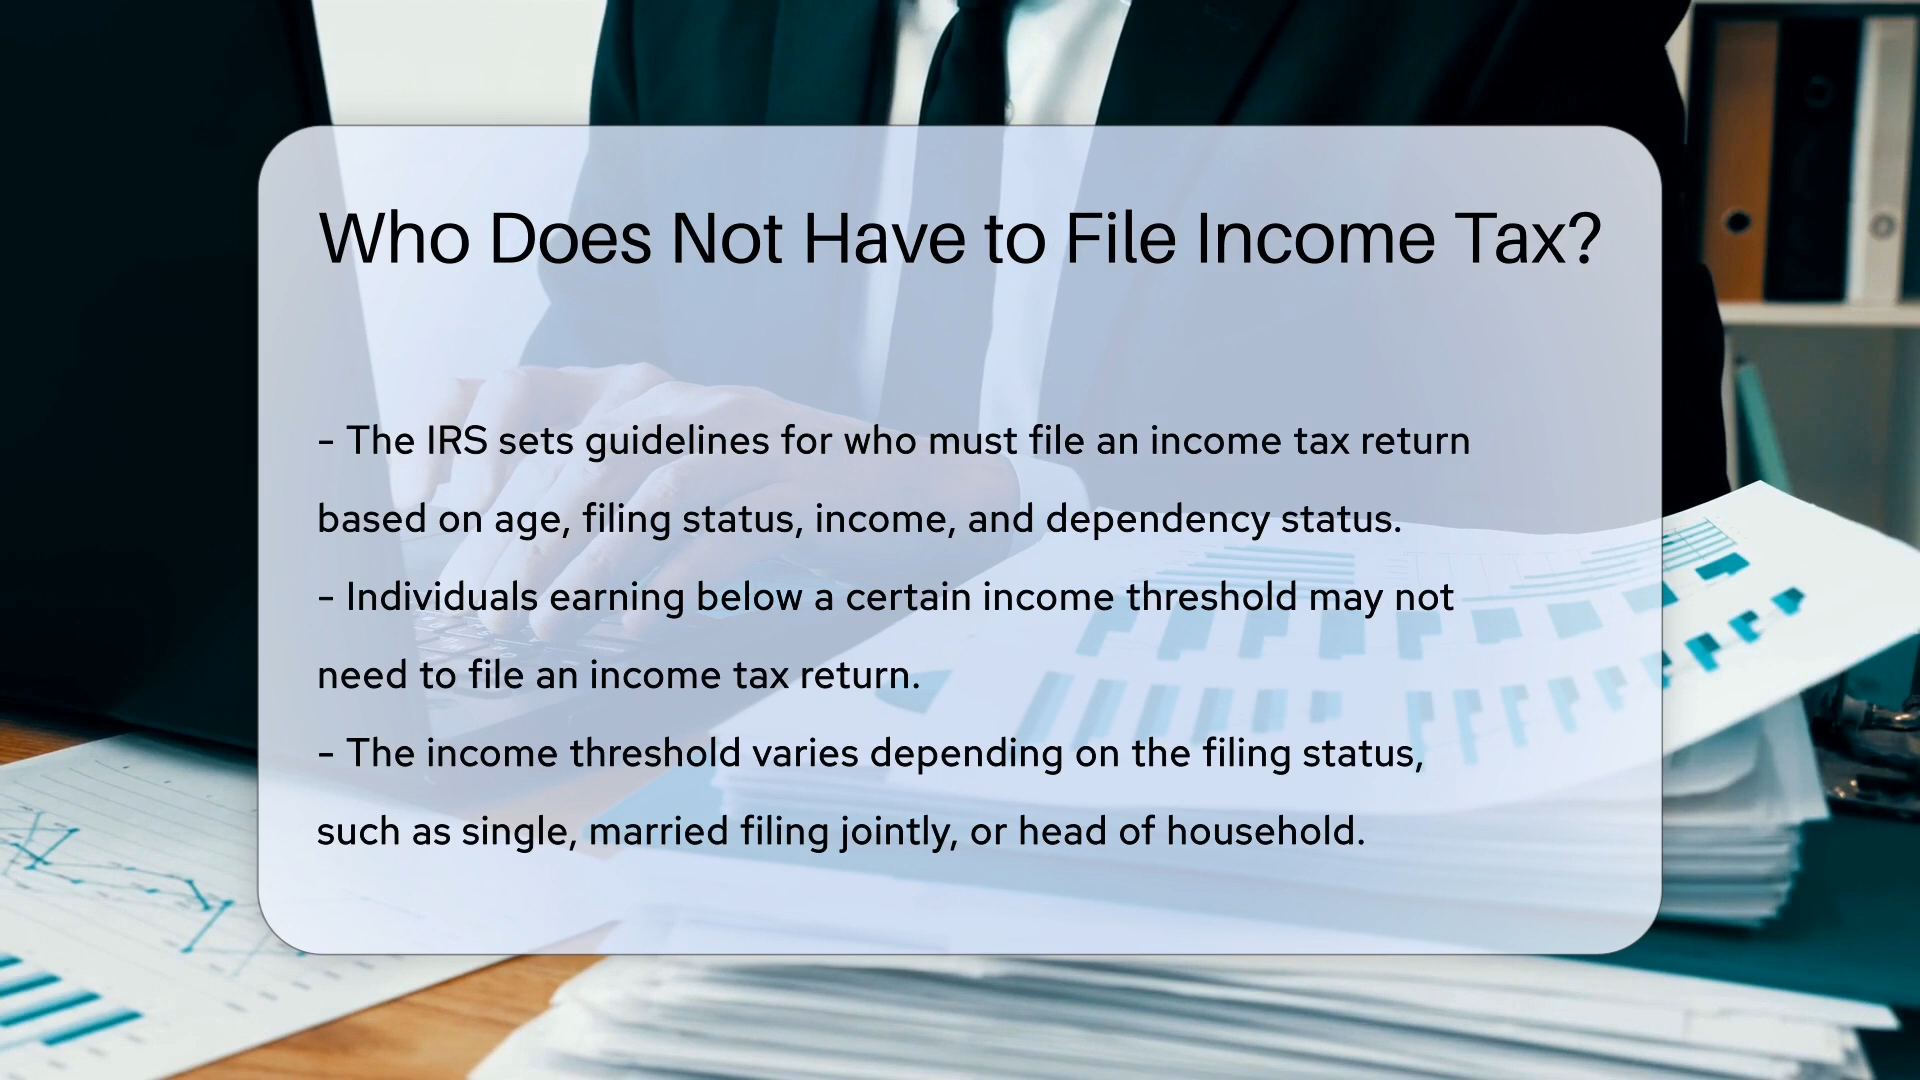 Who Does Not Have to File Income Tax?
- The IRS sets guidelines for who must file an income tax return
based on age, filing status, income, and dependency status.
- Individuals earning below a certain income threshold may not
need to file an income tax return.
- The income threshold varies depending on the filing status,
such as single, married filing jointly, or head of household.